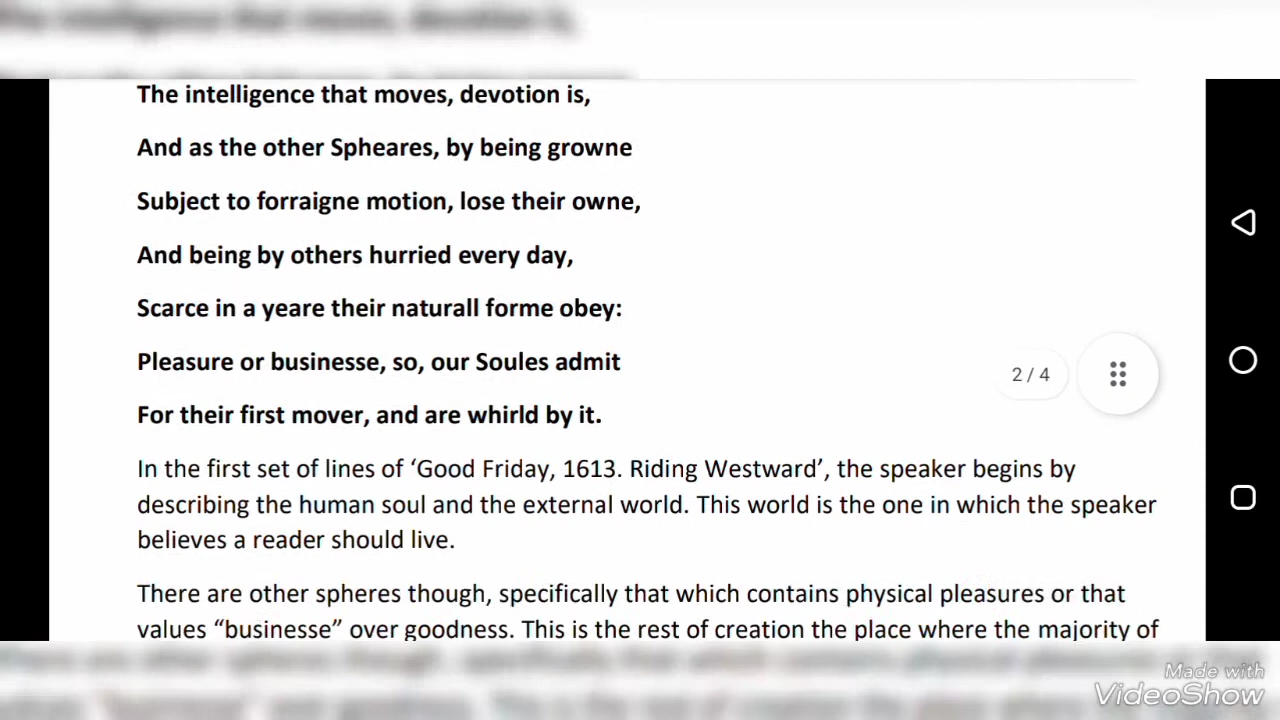 The intelligence that moves, devotion is,
And as the other Spheares, by being growne
Subject to forraigne motion, lose their owne,
And being by others hurried every day,
Scarce in a yeare their naturall forme obey:
Pleasure or businesse, so, our Soules admit
For their first mover, and are whirld by it.
2 / 4
In the first set of lines of ‘Good Friday, 1613. Riding Westward’, the speaker begins by
describing the human soul and the external world. This world is the one in which the speaker
believes a reader should live.
There are other spheres though, specifically that which contains physical pleasures or that
values “businesse” over goodness. This is the rest of creation the place where the majority of
Made with
VideoShow